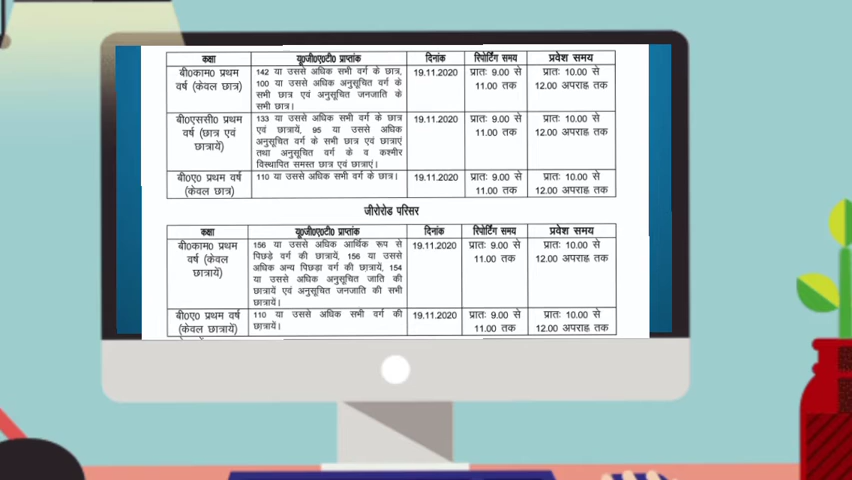 कक्षा यू0जी0ए0टी0 प्राप्तांक दिनांक रिपोर्टिंग समय प्रवेश समय
बी0काम0 प्रथम 142 या उससे अधिक सभी वर्ग के छात्र, 19.11.2020 प्रातः 9.00 से प्रातः 10.00 से
वर्ष (केवल छात्र) 100 या उससे अधिक अनुसूचित वर्ग के 11.00 तक 12.00 अपराह्न तक
सभी छात्र एवं अनुसूचित जनजाति के
सभी छात्र।
बी0एससी0 प्रथम 133 या उससे अधिक सभी वर्ग के छात्र 19.11.2020 प्रातः 9.00 से प्रातः 10.00 से
वर्ष (छात्र एवं एवं छात्रायें, 95 या उससे अधिक 11.00 तक 12.00 अपराह्न तक
छात्रायें) अनुसूचित वर्ग के सभी छात्र एवं छात्राएं
तथा अनुसूचित वर्ग के व कश्मीर
विस्थापित समस्त छात्र एवं छात्राएं।
बी0ए0 प्रथम वर्ष 110 या उससे अधिक सभी वर्ग के छात्र। 19.11.2020 प्रातः 9.00 से प्रातः 10.00 से
(केवल छात्र) 11.00 तक 12.00 अपराह्न तक
जीरोरोड परिसर
कक्षा यू0जी0ए0टी0 प्राप्तांक दिनांक रिपोर्टिंग समय प्रवेश समय
बी0काम0 प्रथम 156 या उससे अधिक आर्थिक रूप से 19.11.2020 प्रातः 9.00 से प्रातः 10.00 से
वर्ष (केवल पिछड़े वर्ग की छात्रायें, 156 या उससे 11.00 तक 12.00 अपराह्न तक
छात्रायें) अधिक अन्य पिछड़ा वर्ग की छात्रायें, 154
या उससे अधिक अनुसूचित जाति की
छात्रायें एवं अनुसूचित जनजाति की सभी
छात्रायें।
बी0ए0 प्रथम वर्ष 110 या उससे अधिक सभी वर्ग की 19.11.2020 प्रातः 9.00 से प्रातः 10.00 से
(केवल छात्रायें) छात्रायें। 11.00 तक 12.00 अपराह्न तक